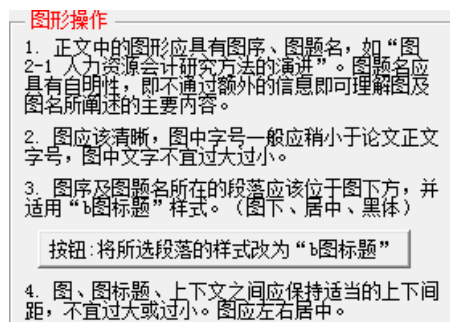 图形操作
1. 正文中的图形应具有图序、图题名，如“图
2-1 人力资源会计研究方法的演进”。图题名应
具有自明性，即不通过额外的信息即可理解图及
图名所阐述的主要内容。
2. 图应该清晰，图中字号一般应稍小于论文正文
字号，图中文字不宜过大过小。
3. 图序及图题名所在的段落应该位于图下方，并
适用“b图标题”样式。（图下、居中、黑体）
按钮:将所选段落的样式改为“b图标题”
4. 图、图标题、上下文之间应保持适当的上下间
距，不宜过大或过小。图应左右居中。